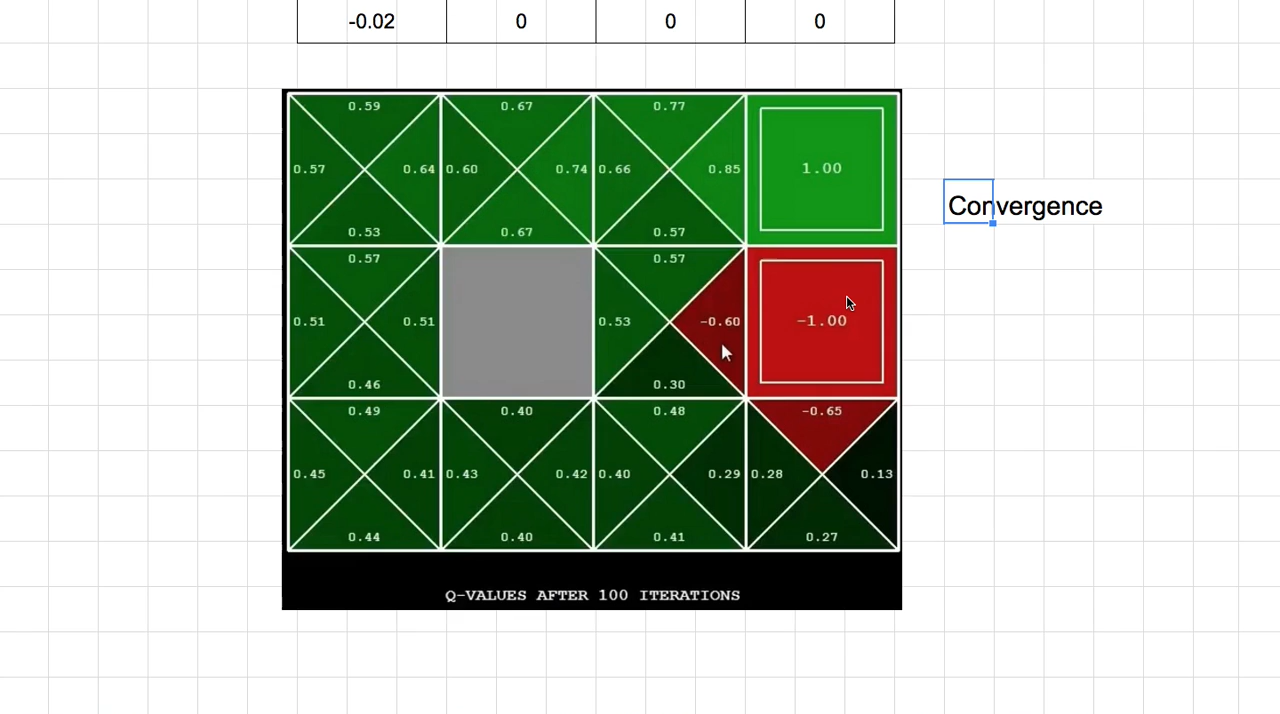 -0.02 0 0 0
0.59 0.67 0.77
0.57 0.64 0.60 0.74 0.66 0.85 1.00
Convergence
0.53 0.67 0.57
0.57 0.57
0.51 0.51 0.53 -0.60 -1.00
0.46 0.30
0.49 0.40 0.48 -0.65
0.45 0.41 0.43 0.42 0.40 0.29 0.28 0.13
0.44 0.40 0.41 0.27
Q-VALUES AFTER 100 ITERATIONS